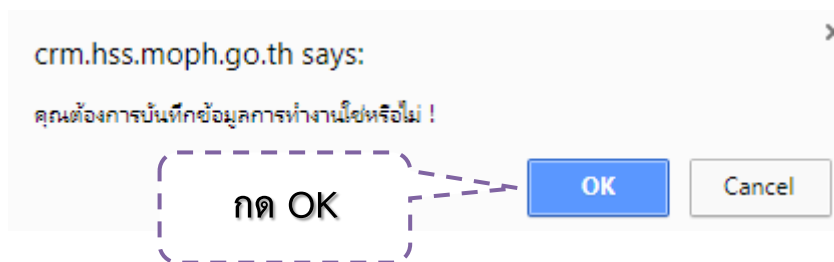 crm.hss.moph.go.th says:
คุณต้องการบันทึกข้อมูลการทำงานใช่หรือไม่ !
กด OK
OK
Cancel